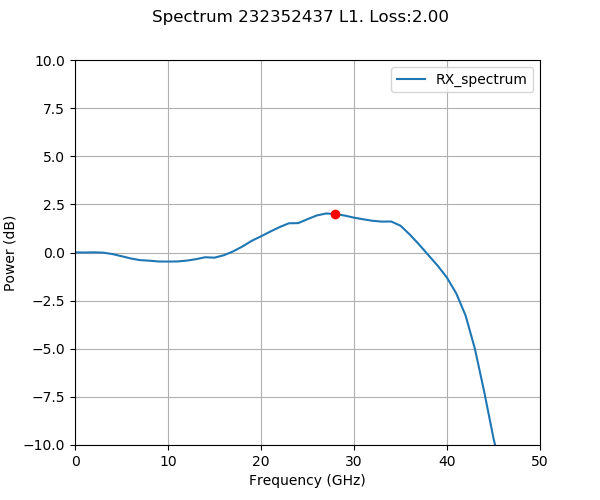 Spectrum 232352437 L1. Loss:2.00
RX_spectrum
10.0
7.5
5.0
2.5
0.0
−2.5
−5.0
−7.5
−10.0
Power (dB)
0 10 20 30 40 50
Frequency (GHz)